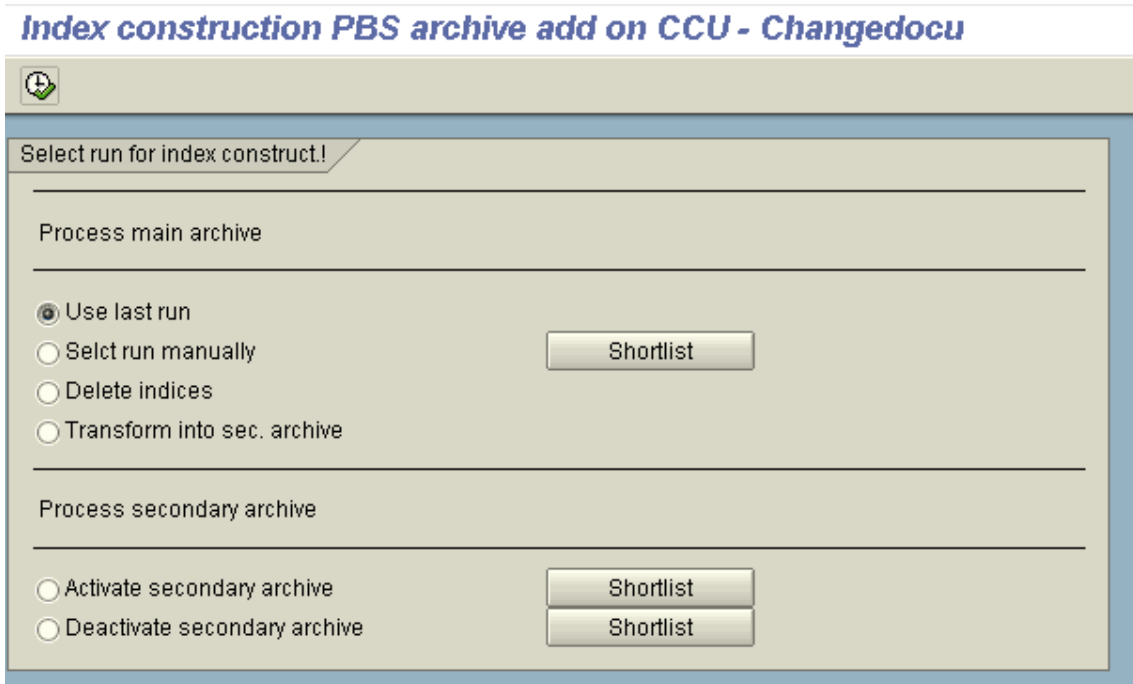 Index construction PBS archive add on CCU - Changedocu
Select run for index construct.!
Process main archive
Use last run
Selct run manually Shortlist
Delete indices
Transform into sec. archive
Process secondary archive
Activate secondary archive Shortlist
Deactivate secondary archive Shortlist